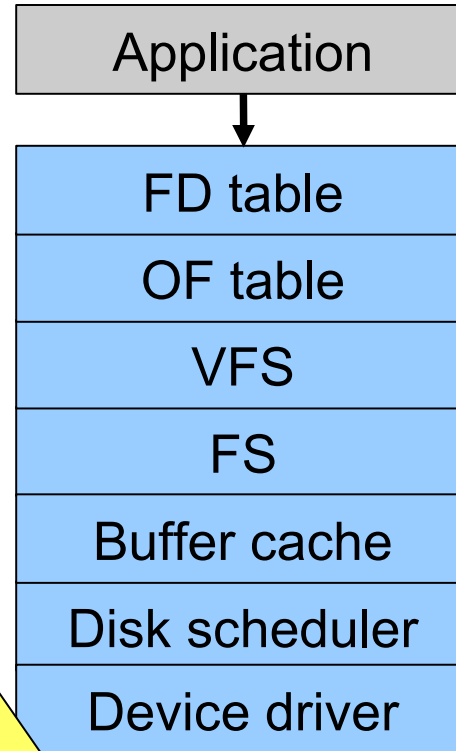 Application
FD table
OF table
VFS
FS
Buffer cache
Disk scheduler
Device driver